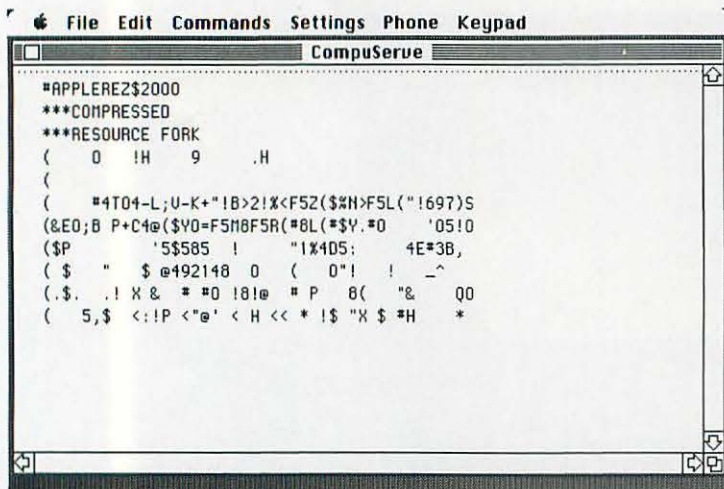 File Edit Commands Settings Phone Keypad
CompuServe
#APPLEREZ$2000
***COMPRESSED
***RESOURCE FORK
(    0   !H    9     .H
(
(    #4T04-L;U-K+"!B>2!%<F5Z($%N>F5L("!697)S
(&E0;B P+C4@($Y0=F5M8F5R(#8L(#$Y.#0    '05!0
($P        '5$585  !     "1%4D5:     4E#3B,
( $   "    $ @492148  0   (   0"!   !   _^
(.$.  .! X &  # #0 !8!@  # P   8(    "&    Q0
(   5,$  <:!P <"@' < H << * !$ "X $ #H    *